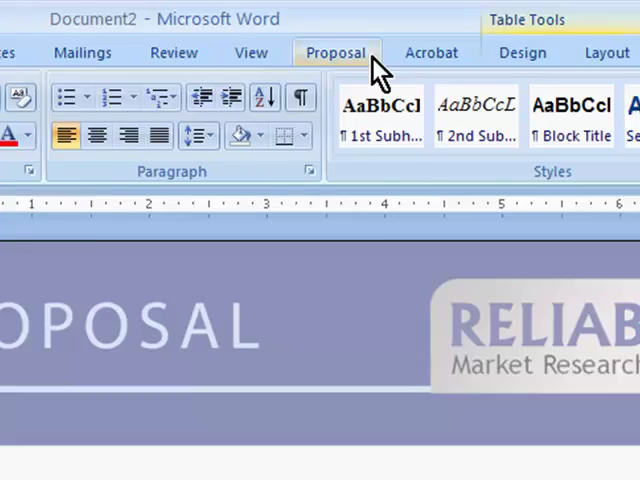 Document2 - Microsoft Word
Table Tools
Mailings Review View Proposal Acrobat Design Layout
AaBbCcI AaBbCcL AaBbCcI
¶ 1st Subh... ¶ 2nd Sub... ¶ Block Title
Paragraph Styles
1 2 3 4 5 6
OPOSAL
RELIAB
Market Research